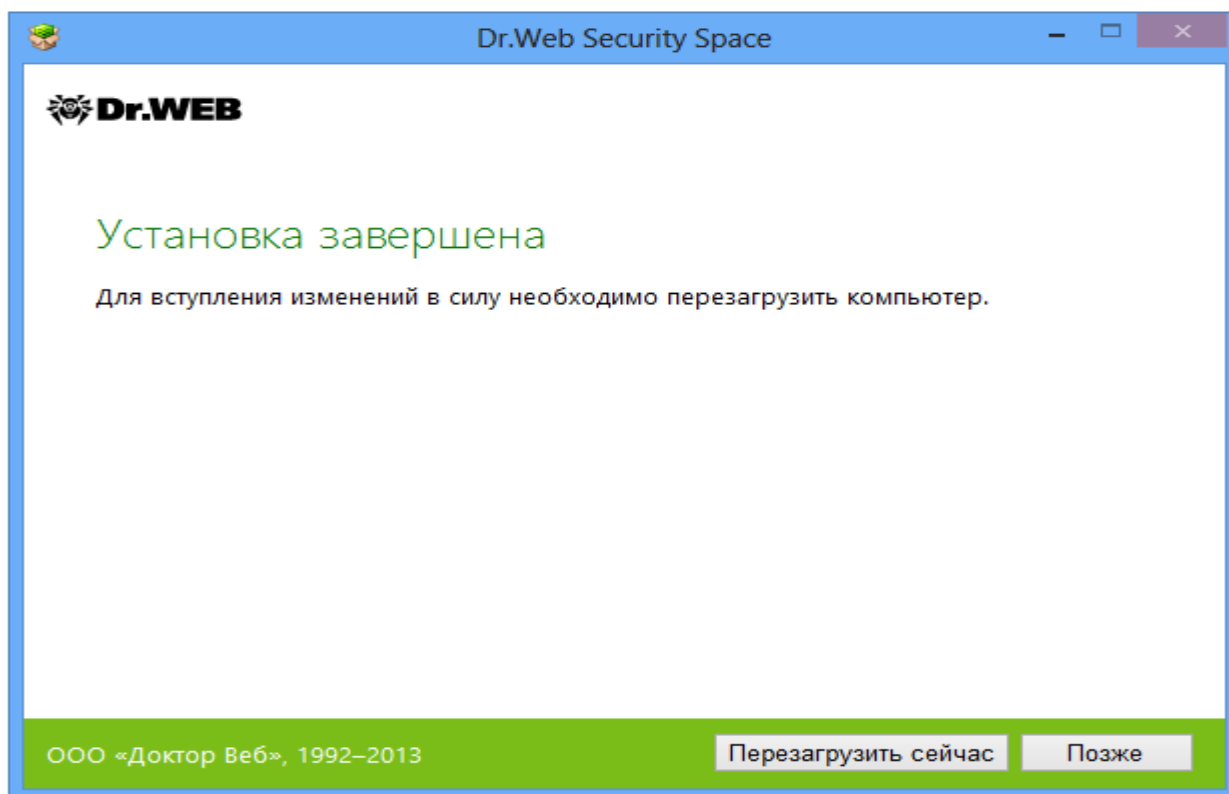 Dr.Web Security Space
Dr.WEB
Установка завершена
Для вступления изменений в силу необходимо перезагрузить компьютер.
ООО «Доктор Веб», 1992–2013
Перезагрузить сейчас
Позже